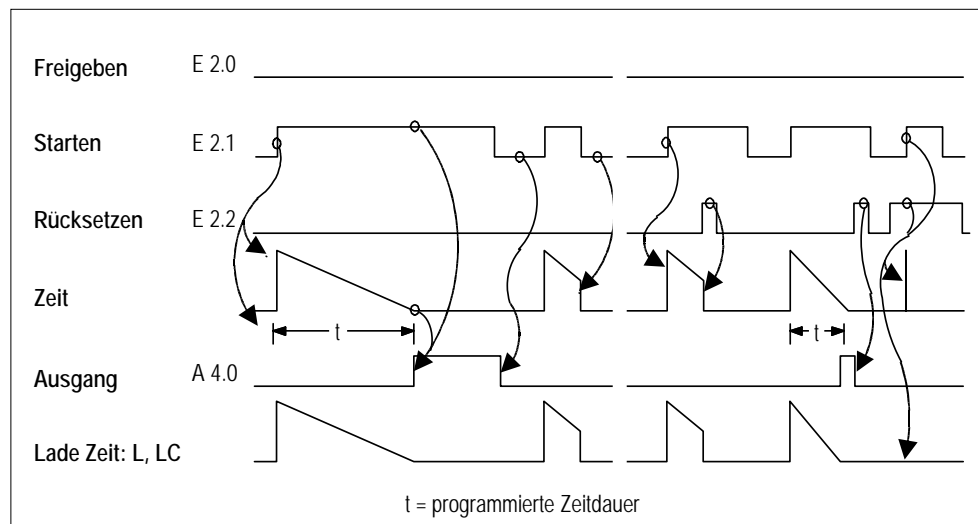 Freigeben E 2.0
Starten E 2.1
Rücksetzen E 2.2
Zeit
t t
Ausgang A 4.0
Lade Zeit: L, LC
t = programmierte Zeitdauer